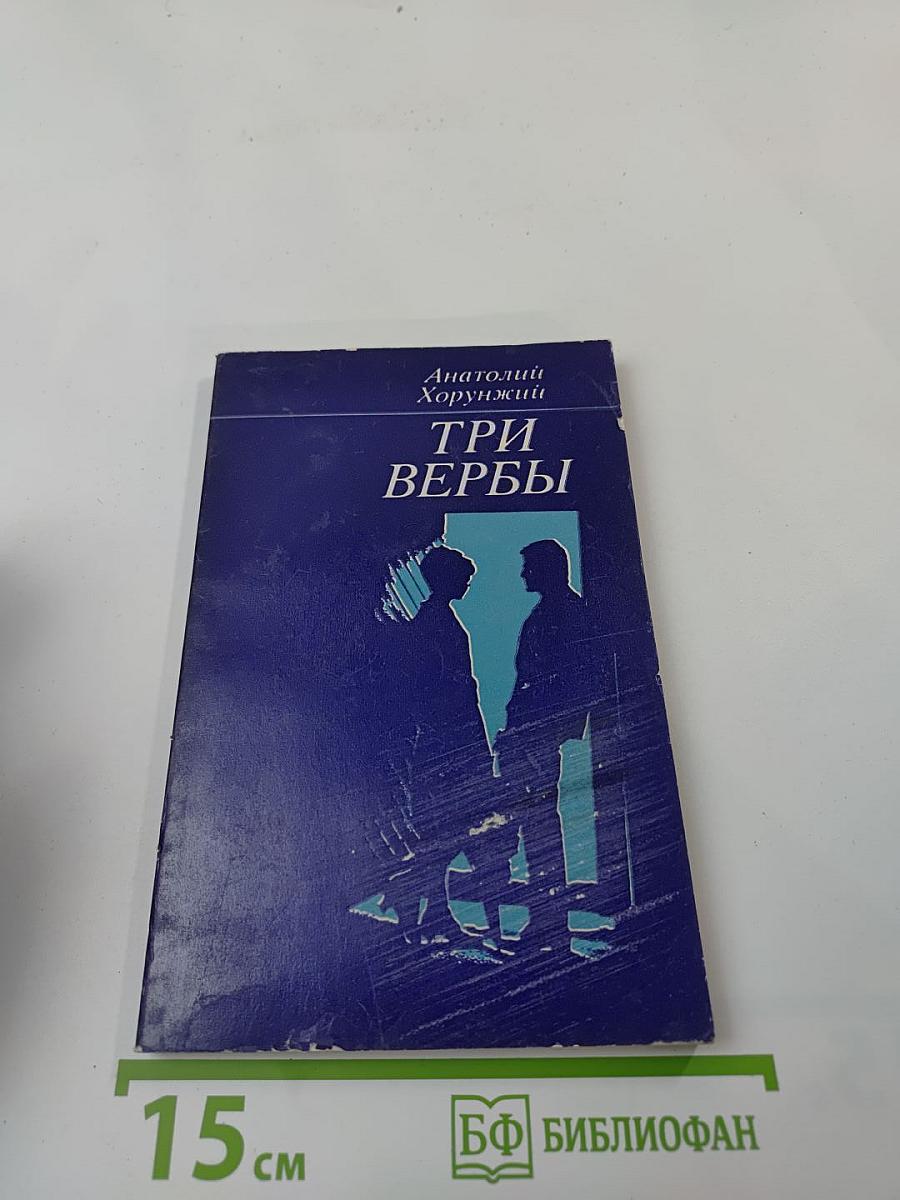 Анатолий
Хорунжий
ТРИ
ВЕРБЫ
15 см
БФ БИБЛИОФАН